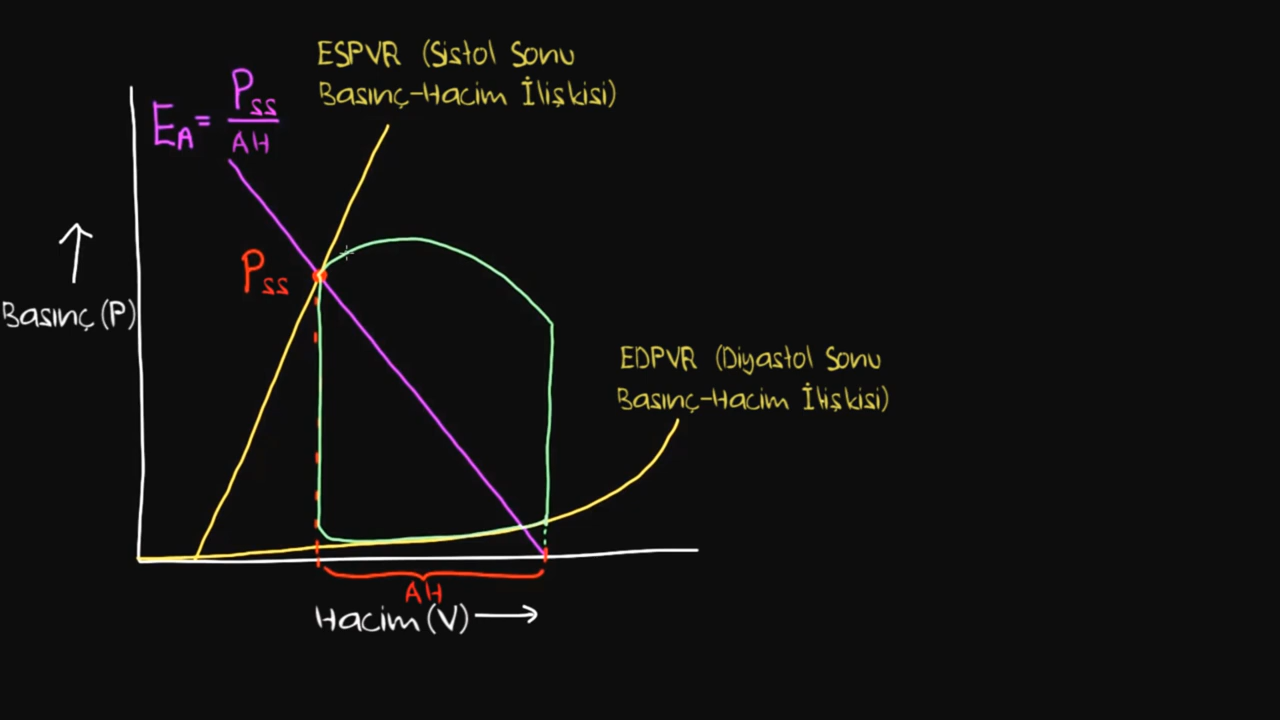 ESPVR (Sistol Sonu
Basınç-Hacim İlişkisi)
EA = Pss
AH
Pss
Basınç (P)
EDPVR (Diyastol Sonu
Basınç-Hacim İlişkisi)
AH
Hacim (V)